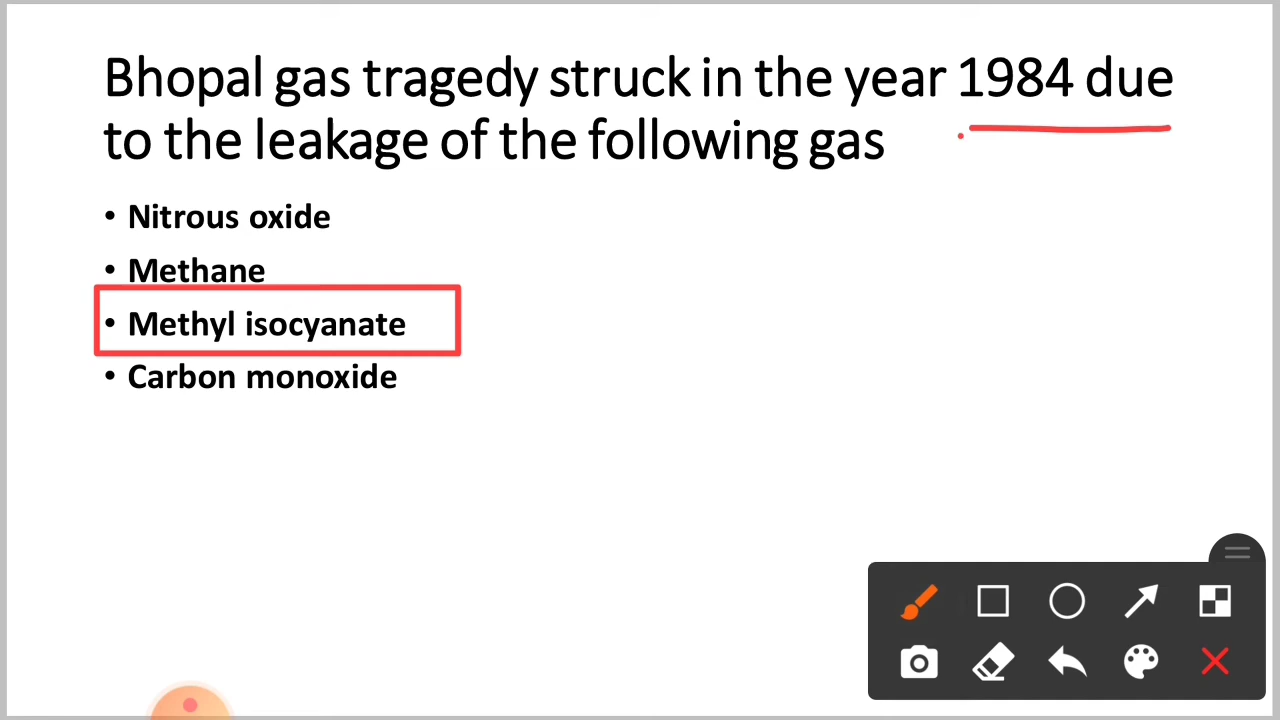 Bhopal gas tragedy struck in the year 1984 due
to the leakage of the following gas
• Nitrous oxide
• Methane
• Methyl isocyanate
• Carbon monoxide